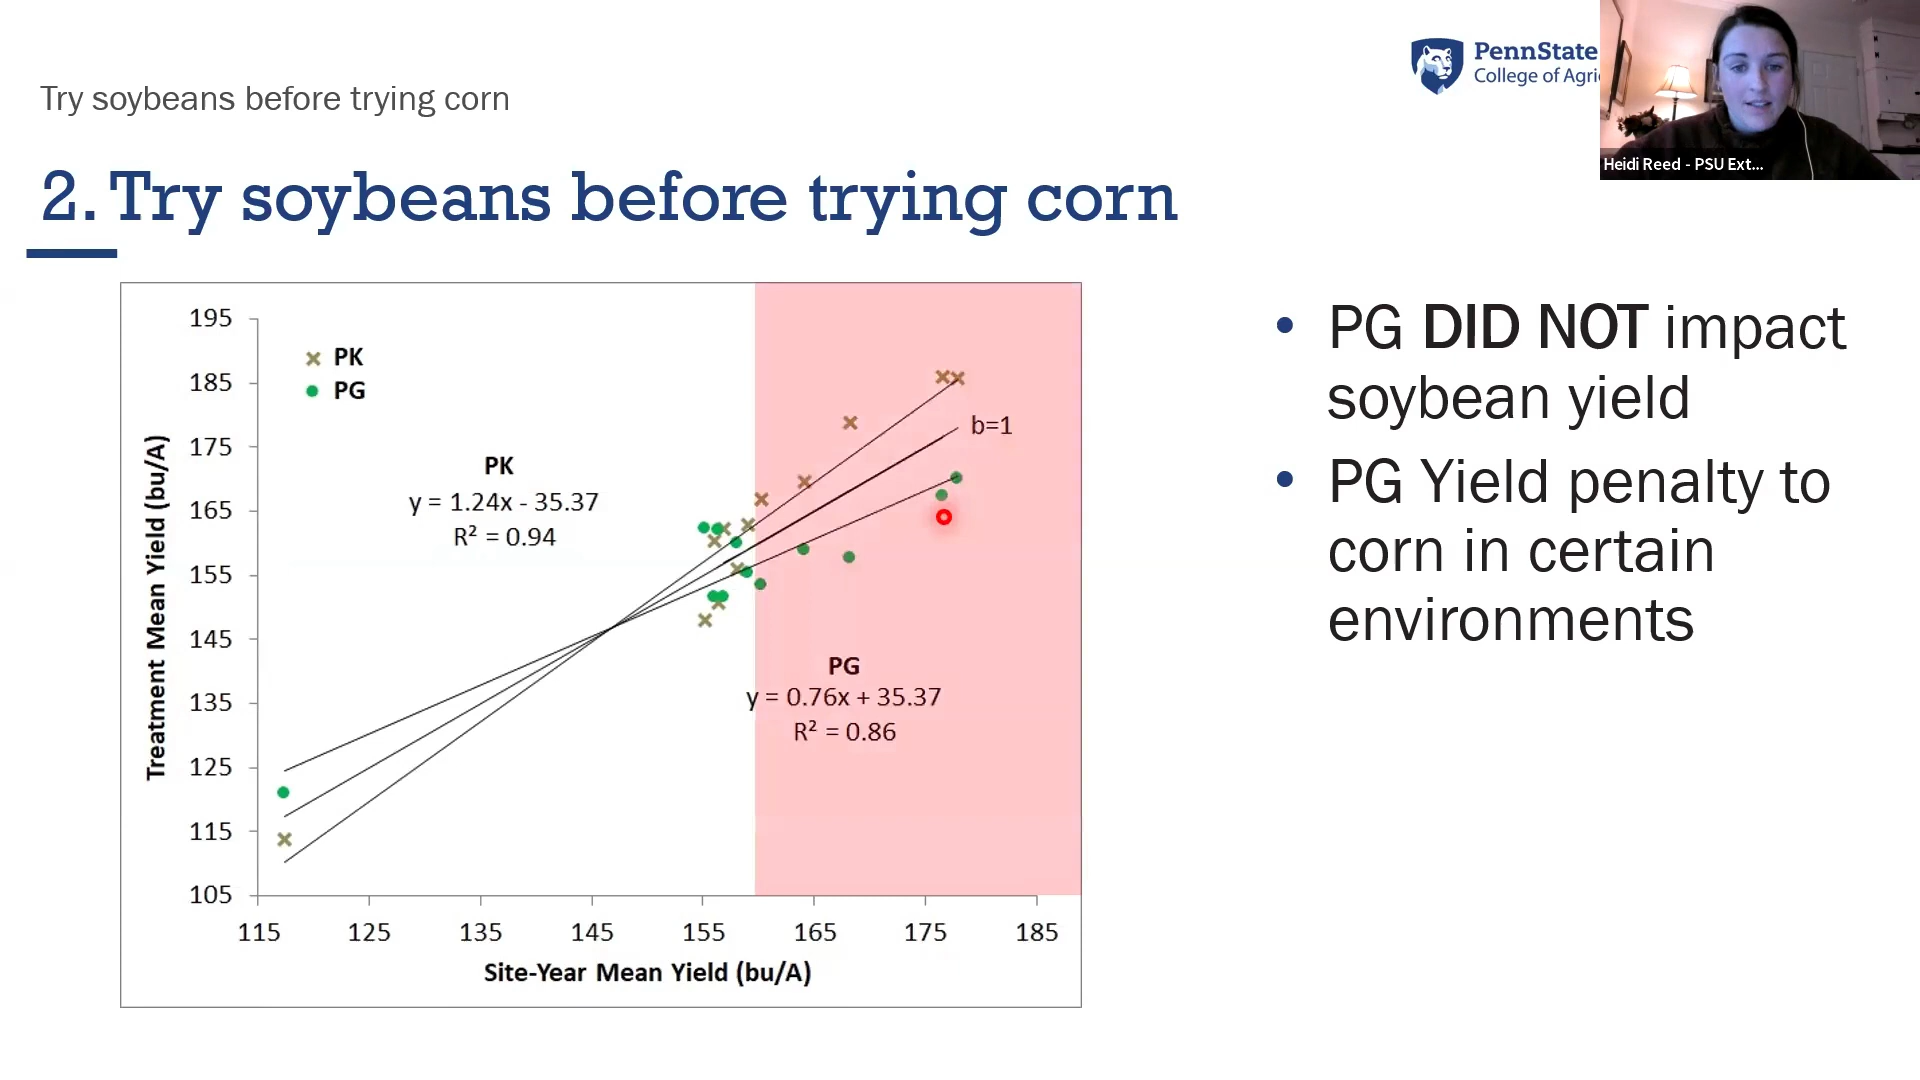 PennState
College of Agri
Try soybeans before trying corn
Heidi Reed - PSU Ext...
2. Try soybeans before trying corn
195
185
175
165
155
145
135
125
115
105
Treatment Mean Yield (bu/A)
PK
PG
PK
y = 1.24x - 35.37
R² = 0.94
b=1
PG
y = 0.76x + 35.37
R² = 0.86
115 125 135 145 155 165 175 185
Site-Year Mean Yield (bu/A)
• PG DID NOT impact
soybean yield
• PG Yield penalty to
corn in certain
environments